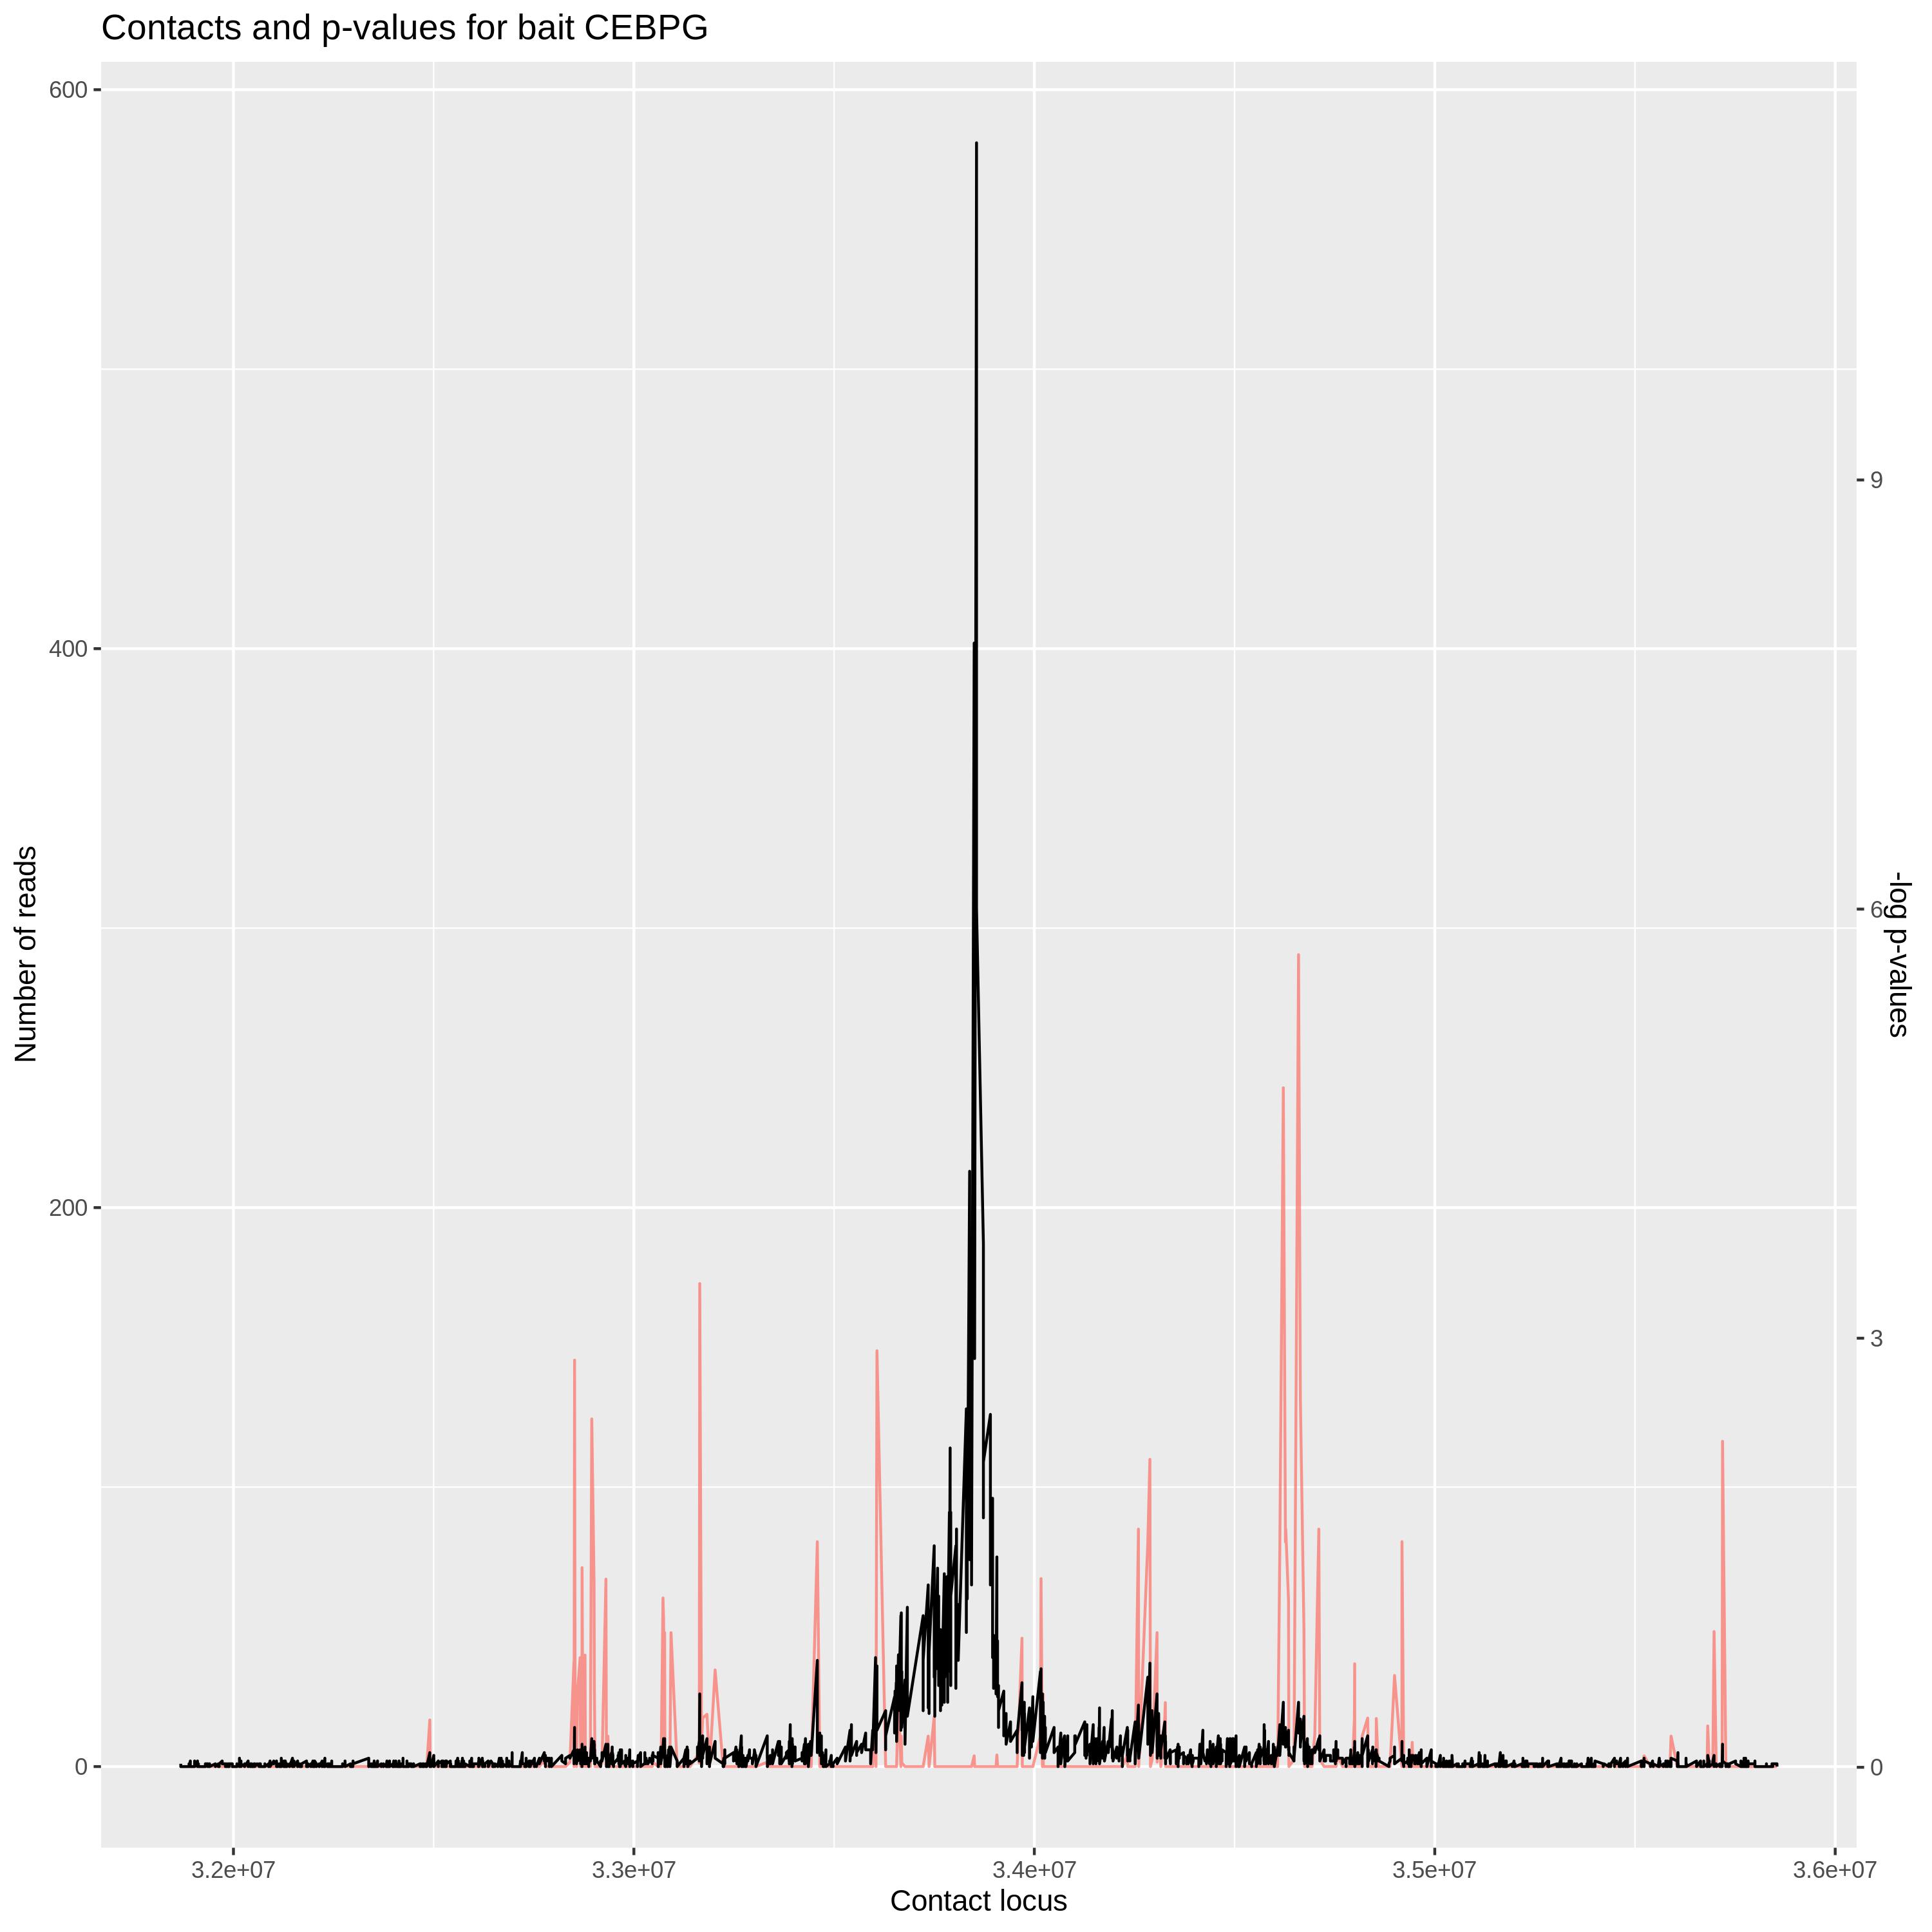 Contacts and p-values for bait CEBPG
600
400
200
0
Number of reads
9
6
3
0
-log p-values
3.2e+07 3.3e+07 3.4e+07 3.5e+07 3.6e+07
Contact locus